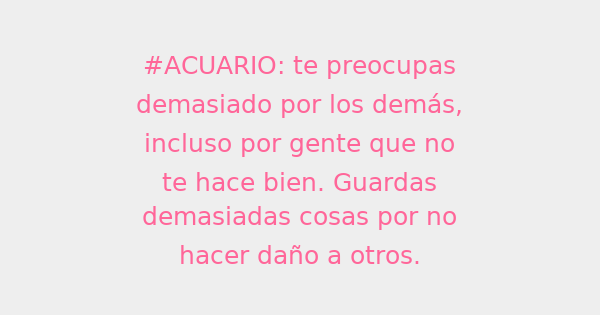 #ACUARIO: te preocupas
demasiado por los demás,
incluso por gente que no
te hace bien. Guardas
demasiadas cosas por no
hacer daño a otros.